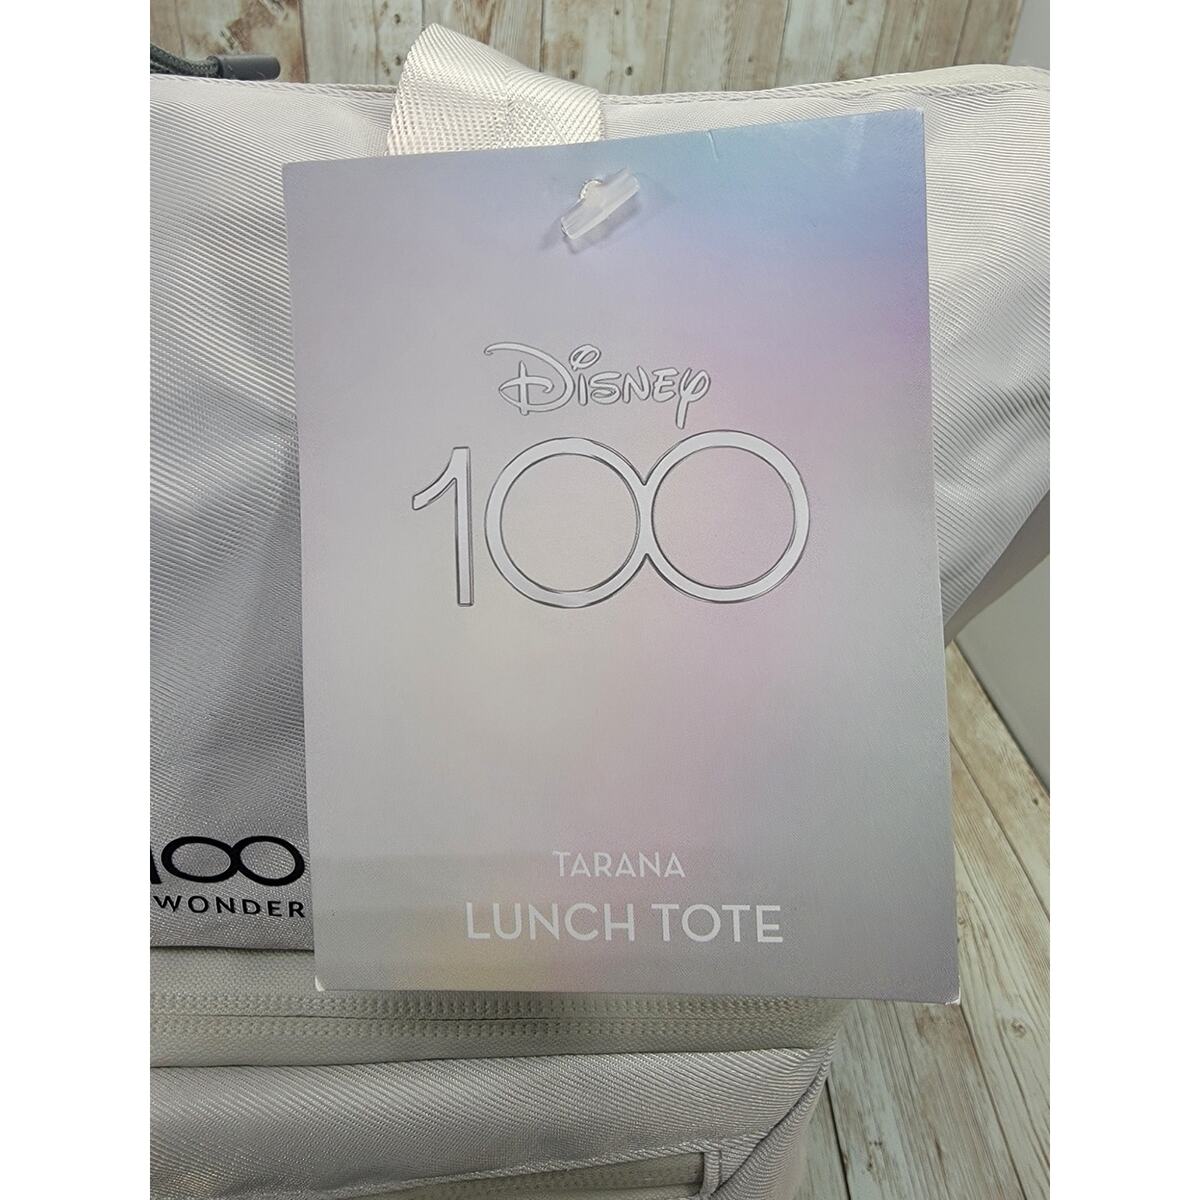 Disney
100
TARANA
LUNCH TOTE
100
WONDER